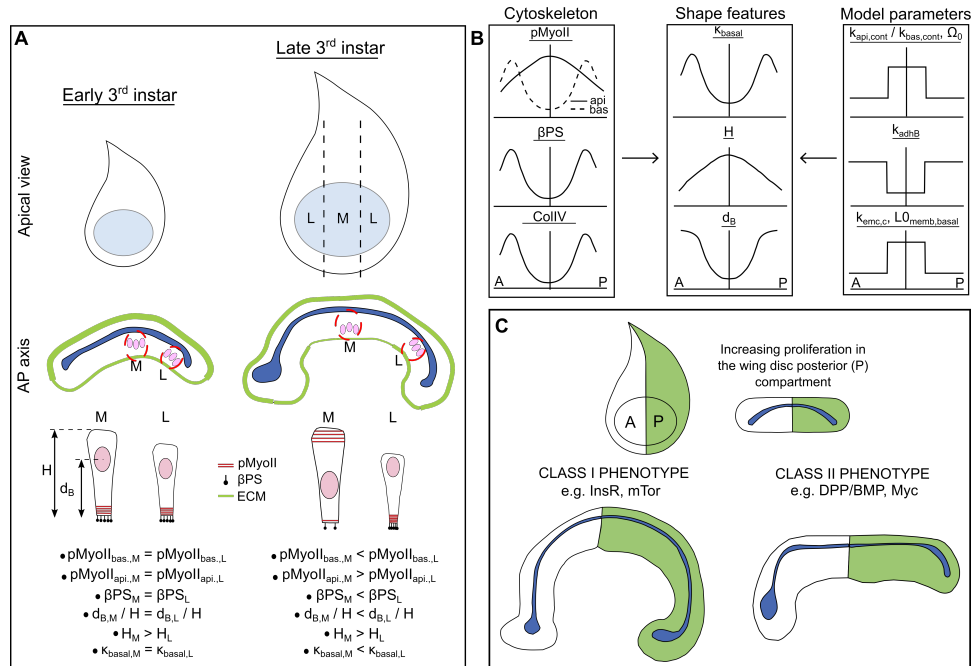 A
Early 3rd instar
Late 3rd instar
Apical view
L
M
L
AP axis
M
L
M
L
M
L
M
L
H
dB
pMyoII
βPS
ECM
• pMyoIIbas.,M = pMyoIIbas.,L
• pMyoIIapi.,M = pMyoIIapi.,L
• βPSM = βPSL
• dB,M / H = dB,L / H
• HM > HL
• κbasal,M = κbasal,L
• pMyoIIbas.,M < pMyoIIbas.,L
• pMyoIIapi.,M > pMyoIIapi.,L
• βPSM < βPSL
• dB,M / H < dB,L / H
• HM > HL
• κbasal,M < κbasal,L
B
Cytoskeleton
pMyoII
api
bas
βPS
ColIV
A
P
Shape features
κbasal
H
dB
A
P
Model parameters
kapi,cont / kbas,cont, Ω0
kadhB
kemc,c, L0memb,basal
A
P
C
A
P
Increasing proliferation in
the wing disc posterior (P)
compartment
CLASS I PHENOTYPE
e.g. InsR, mTor
CLASS II PHENOTYPE
e.g. DPP/BMP, Myc